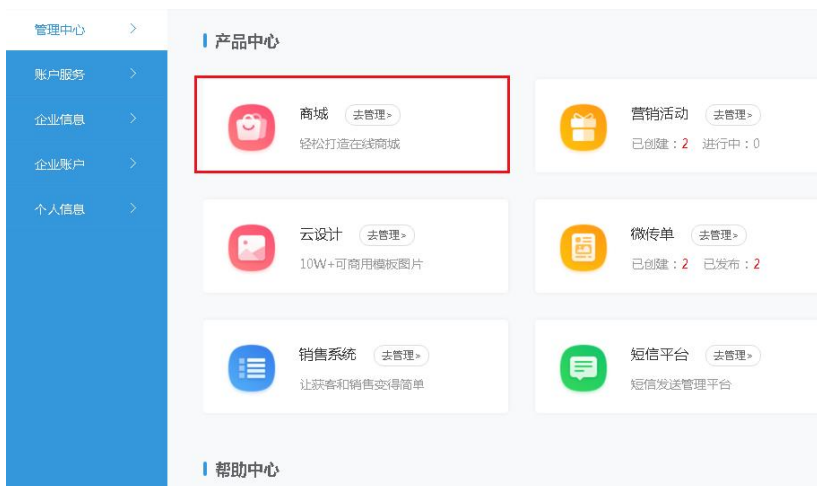 管理中心
账户服务
企业信息
企业账户
个人信息
产品中心
商城 去管理>
轻松打造在线商城
营销活动 去管理>
已创建：2 进行中：0
云设计 去管理>
10W+可商用模板图片
微传单 去管理>
已创建：2 已发布：2
销售系统 去管理>
让获客和销售变得简单
短信平台 去管理>
短信发送管理平台
帮助中心